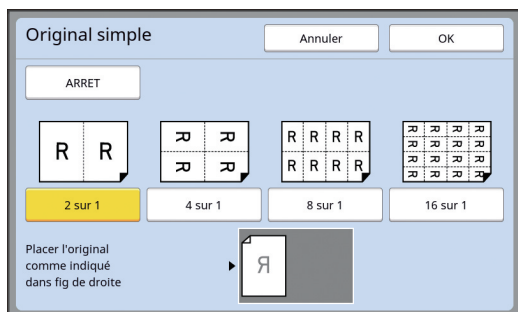 Original simple
Annuler
OK
ARRET
R R
R R
R R
R R R R
R R R R
R R R R
R R R R
R R R R
R R R R
2 sur 1
4 sur 1
8 sur 1
16 sur 1
Placer l'original
comme indiqué
dans fig de droite
R